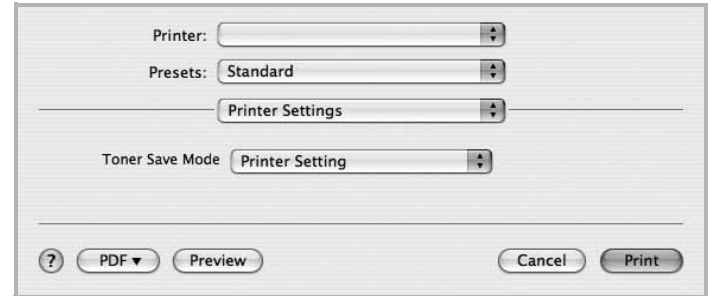 Printer:
Presets: Standard
Printer Settings
Toner Save Mode Printer Setting
? PDF▼ Preview Cancel Print